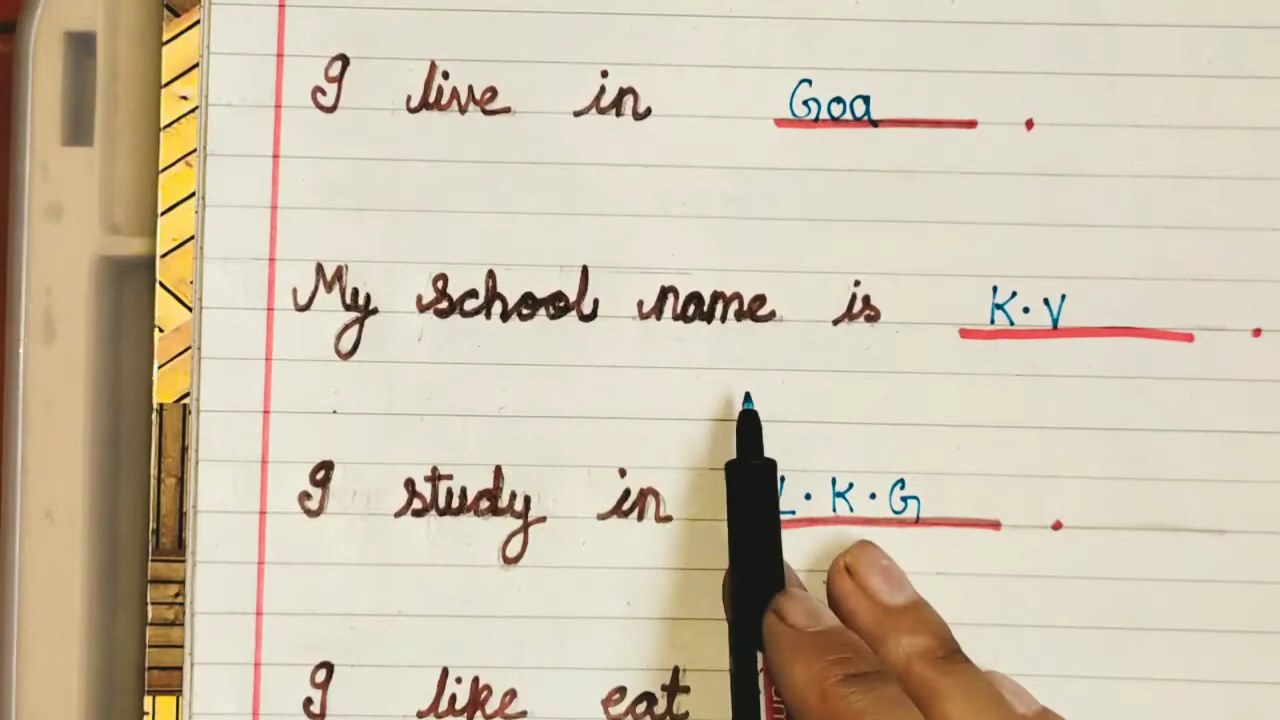 I live in Goa .
My school name is K.V .
I study in L.K.G .
I like eat